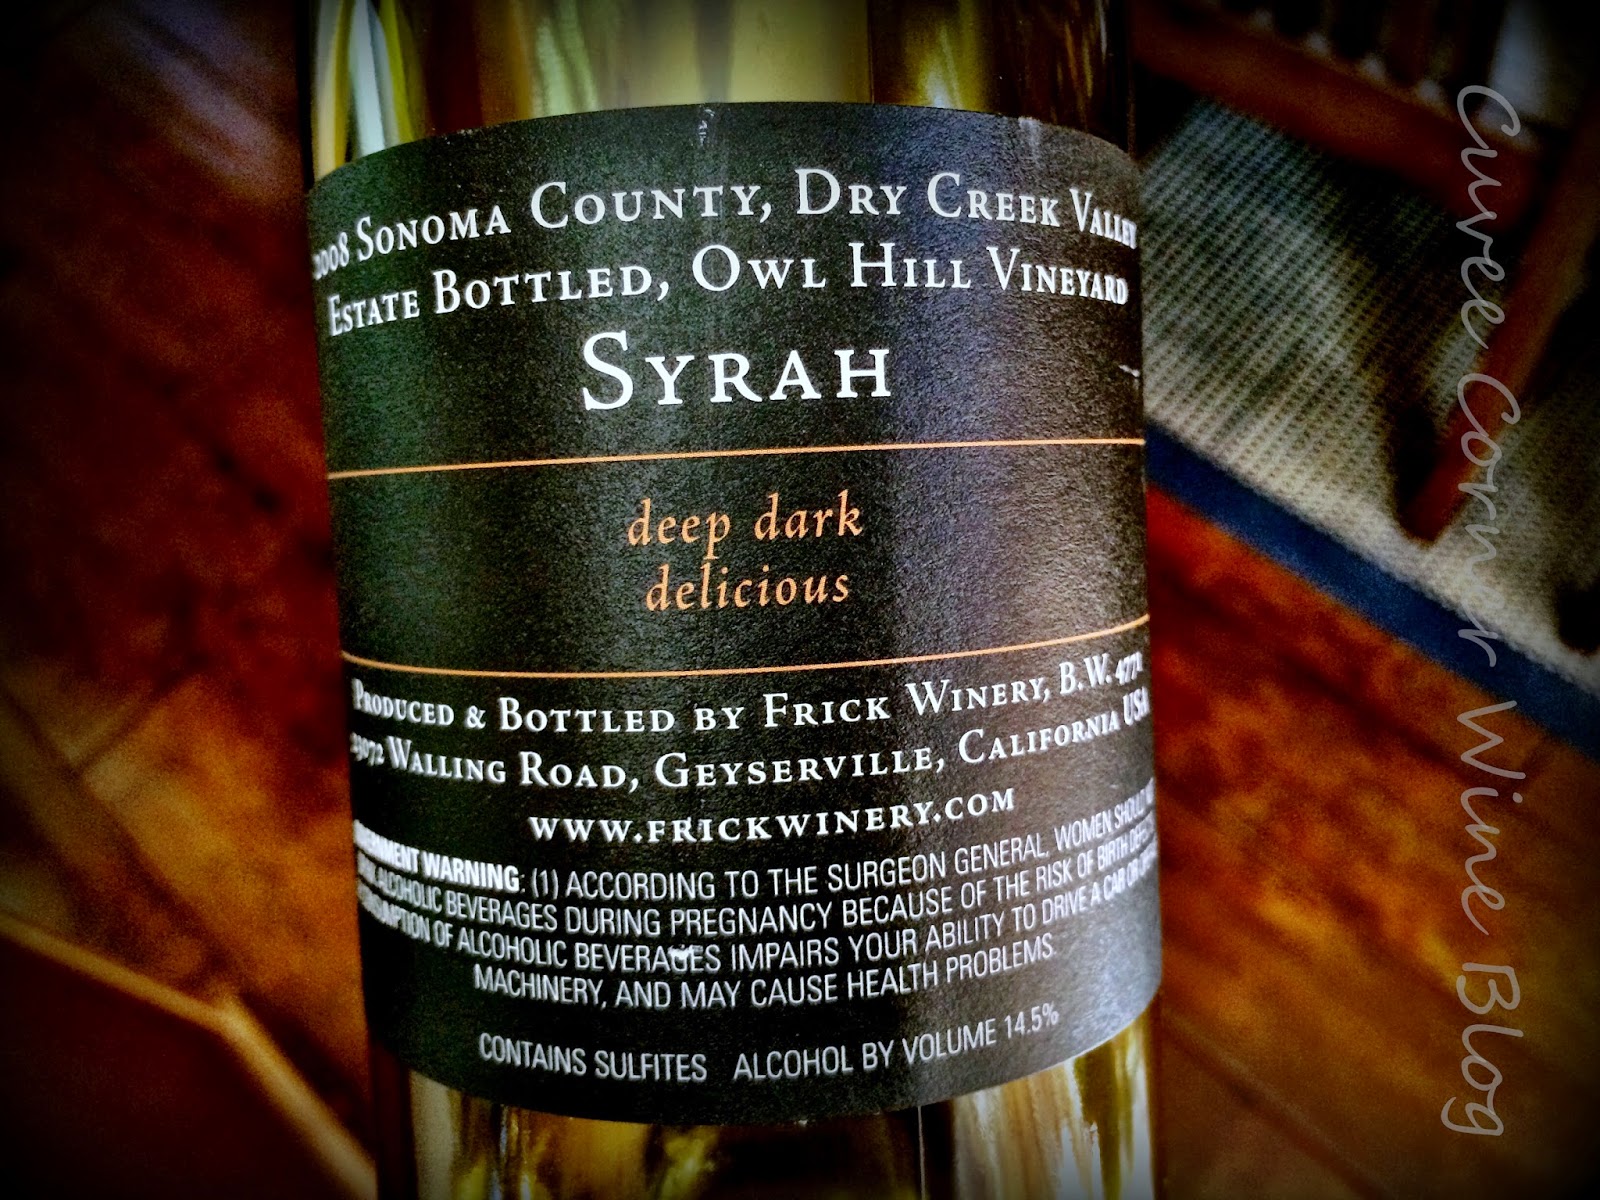 2008 Sonoma County, Dry Creek Valley
Estate Bottled, Owl Hill Vineyard
Syrah
deep dark
delicious
Produced & Bottled by Frick Winery, B.W. 4772
23072 Walling Road, Geyserville, California USA
www.frickwinery.com
WARNING: (1) ACCORDING TO THE SURGEON GENERAL, WOMEN SHOULD NOT
ALCOHOLIC BEVERAGES DURING PREGNANCY BECAUSE OF THE RISK OF BIRTH
OF ALCOHOLIC BEVERAGES IMPAIRS YOUR ABILITY TO DRIVE A CAR OR
MACHINERY, AND MAY CAUSE HEALTH PROBLEMS.
CONTAINS SULFITES ALCOHOL BY VOLUME 14.5%
Cuvee Corner Wine Blog